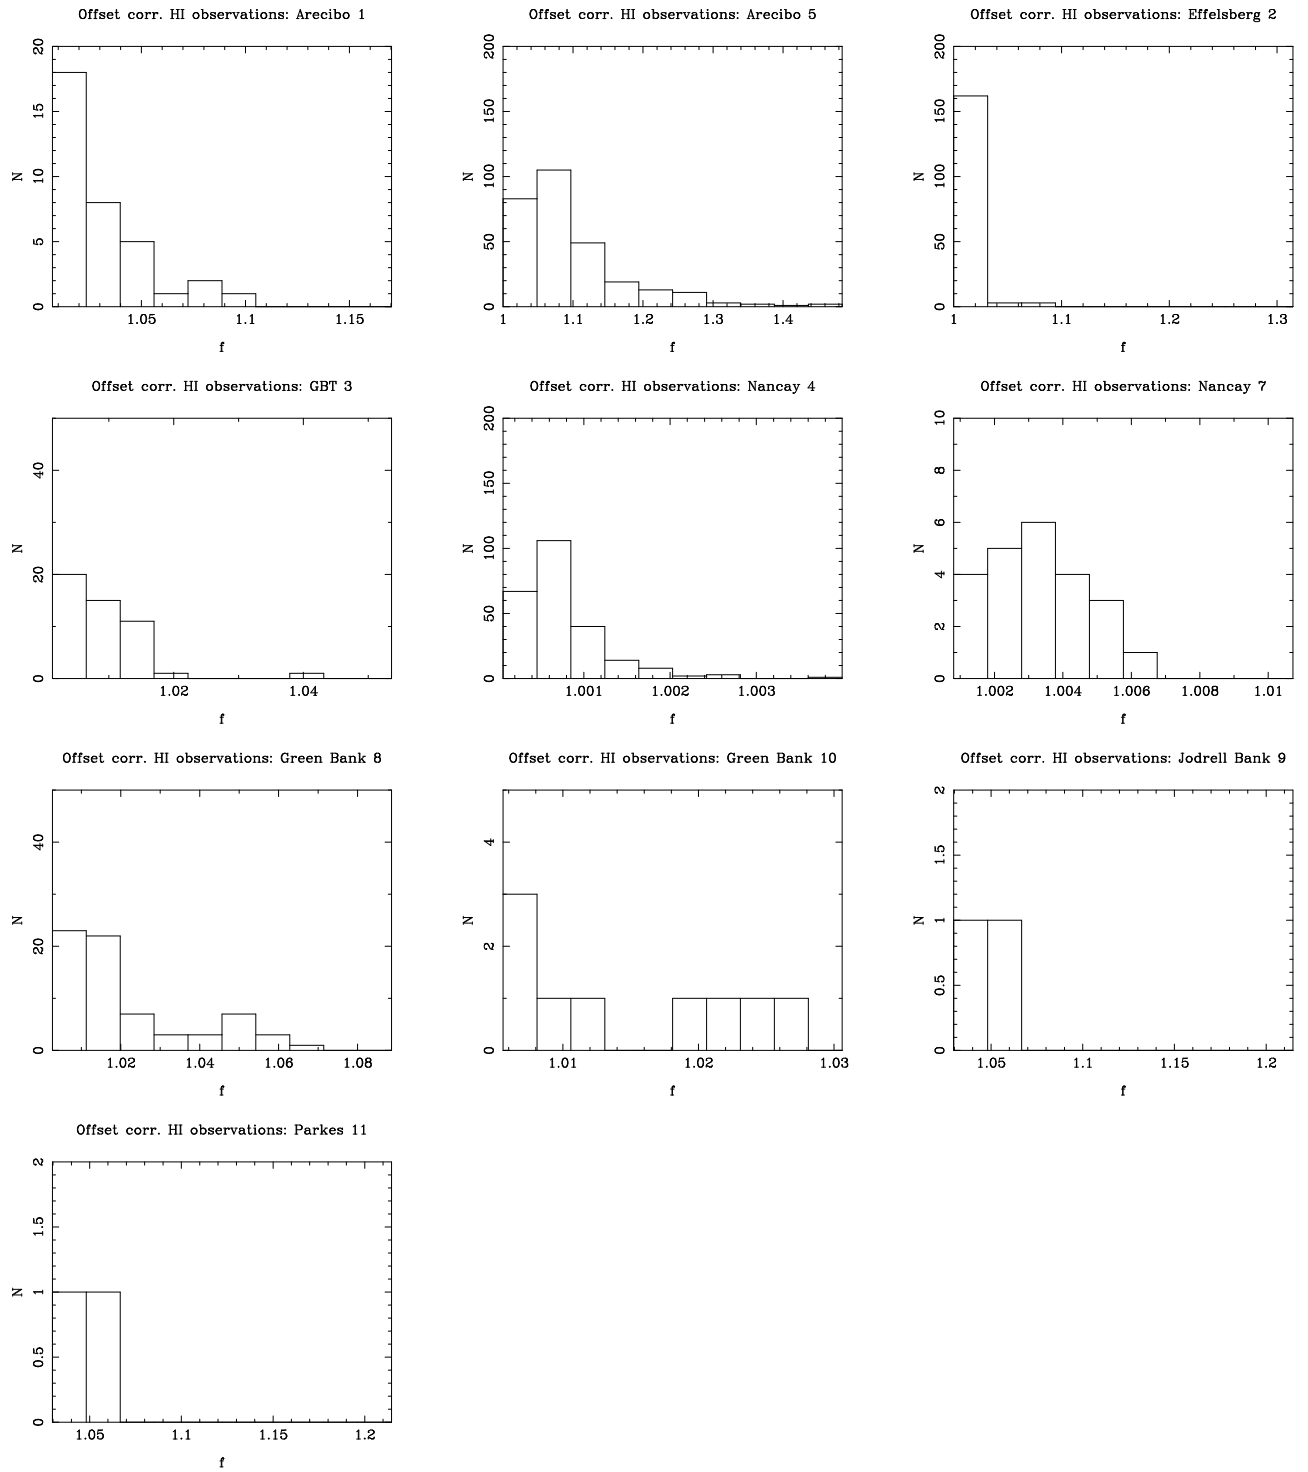 Offset corr. HI observations: Arecibo 1
N
0 5 10 15 20
1.05 1.1 1.15
f
Offset corr. HI observations: Arecibo 5
N
0 50 100 150 200
1 1.1 1.2 1.3 1.4
f
Offset corr. HI observations: Effelsberg 2
N
0 50 100 150 200
1 1.1 1.2 1.3
f
Offset corr. HI observations: GBT 3
N
0 20 40
1.02 1.04
f
Offset corr. HI observations: Nancay 4
N
0 50 100 150 200
1.001 1.002 1.003
f
Offset corr. HI observations: Nancay 7
N
0 2 4 6 8 10
1.002 1.004 1.006 1.008 1.01
f
Offset corr. HI observations: Green Bank 8
N
0 20 40
1.02 1.04 1.06 1.08
f
Offset corr. HI observations: Green Bank 10
N
0 2 4
1.01 1.02 1.03
f
Offset corr. HI observations: Jodrell Bank 9
N
0 0.5 1 1.5 2
1.05 1.1 1.15 1.2
f
Offset corr. HI observations: Parkes 11
N
0 0.5 1 1.5 2
1.05 1.1 1.15 1.2
f